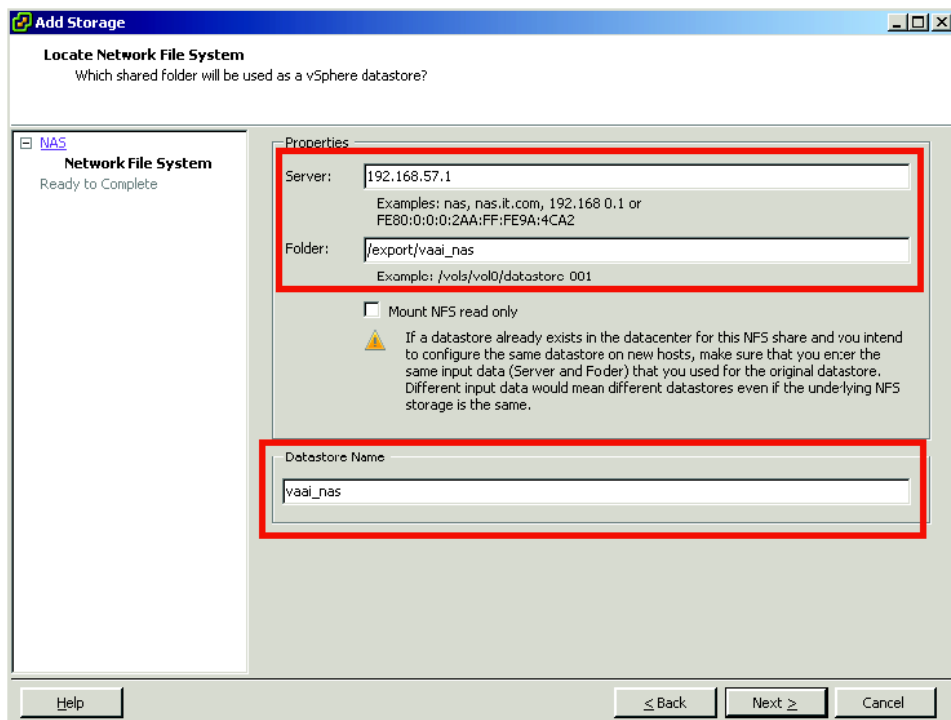 Add Storage
Locate Network File System
Which shared folder will be used as a vSphere datastore?
NAS
Network File System
Ready to Complete
Properties
Server:
192.168.57.1
Examples: nas, nas.it.com, 192.168 0.1 or
FE80:0:0:0:2AA:FF:FE9A:4CA2
Folder:
/export/vaai_nas
Example: /vols/vol0/datastore 001
Mount NFS read only
If a datastore already exists in the datacenter for this NFS share and you intend
to configure the same datastore on new hosts, make sure that you enter the
same input data (Server and Foder) that you used for the original datastore.
Different input data would mean different datastores even if the underlying NFS
storage is the same.
Datastore Name
vaai_nas
Help
< Back
Next >
Cancel